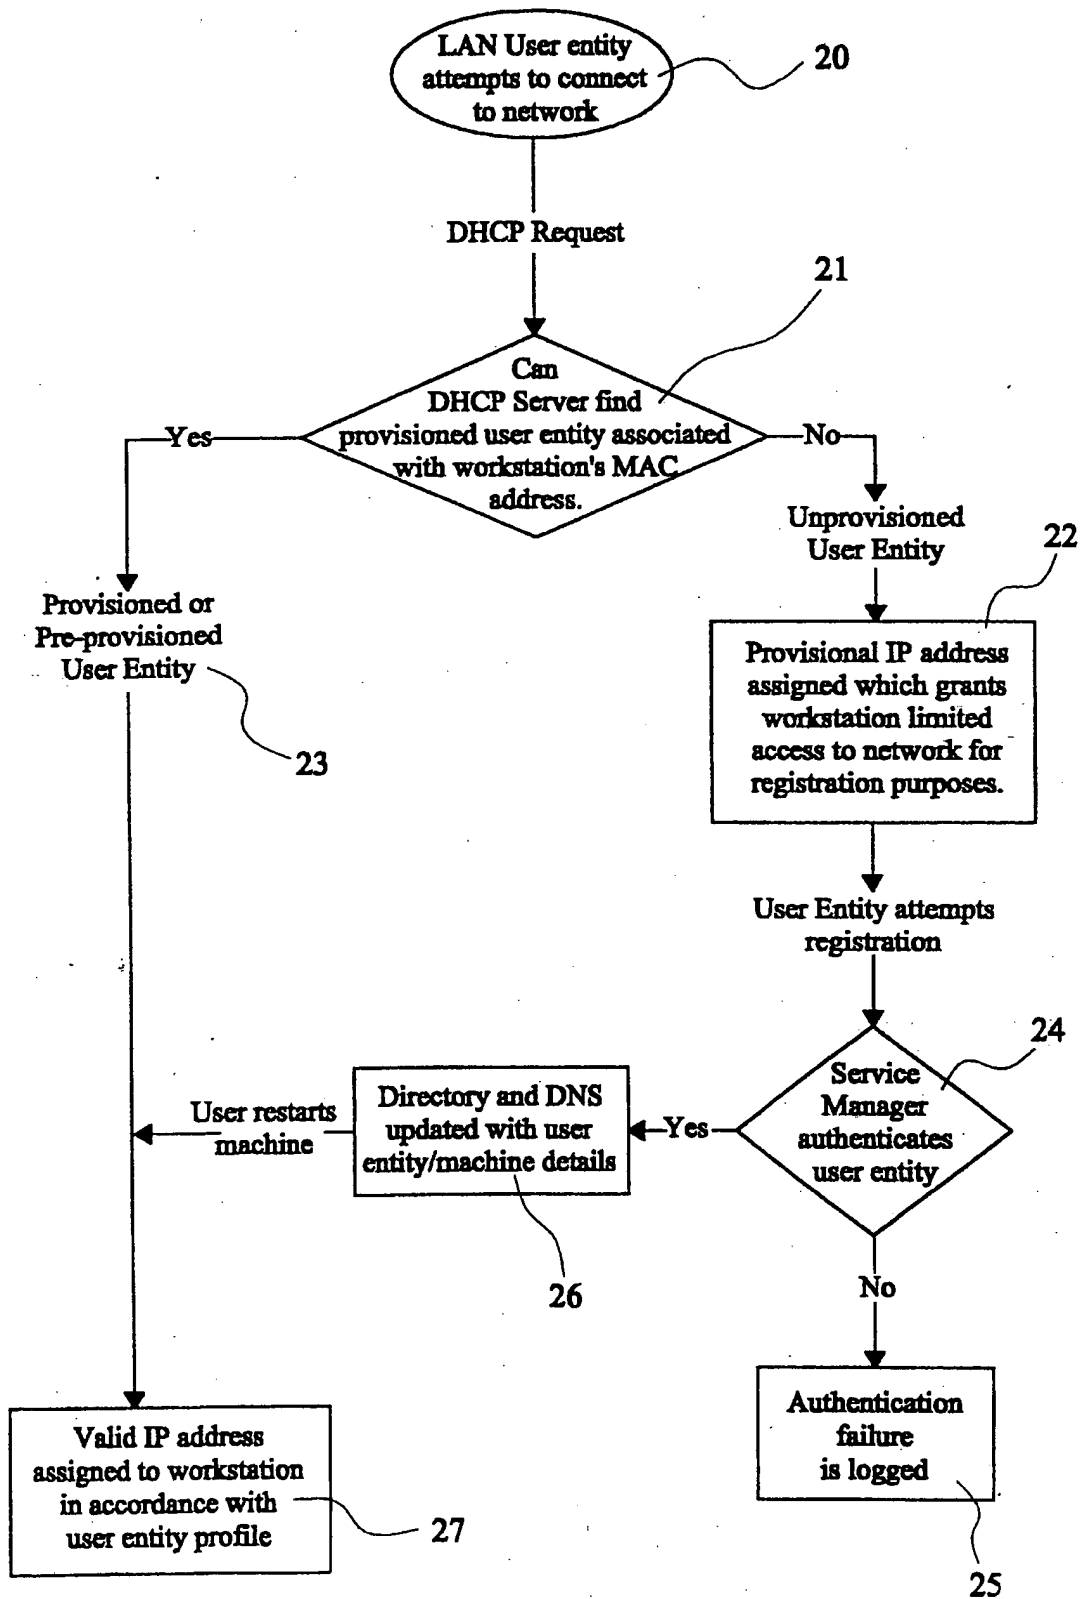 LAN User entity
attempts to connect
to network
20
DHCP Request
21
Can
DHCP Server find
provisioned user entity associated
with workstation's MAC
address.
Yes
No
Unprovisioned
User Entity
22
Provisioned or
Pre-provisioned
User Entity
23
Provisional IP address
assigned which grants
workstation limited
access to network for
registration purposes.
User Entity attempts
registration
24
Service
Manager
authenticates
user entity
Yes
Directory and DNS
updated with user
entity/machine details
26
User restarts
machine
No
Authentication
failure
is logged
25
Valid IP address
assigned to workstation
in accordance with
user entity profile
27